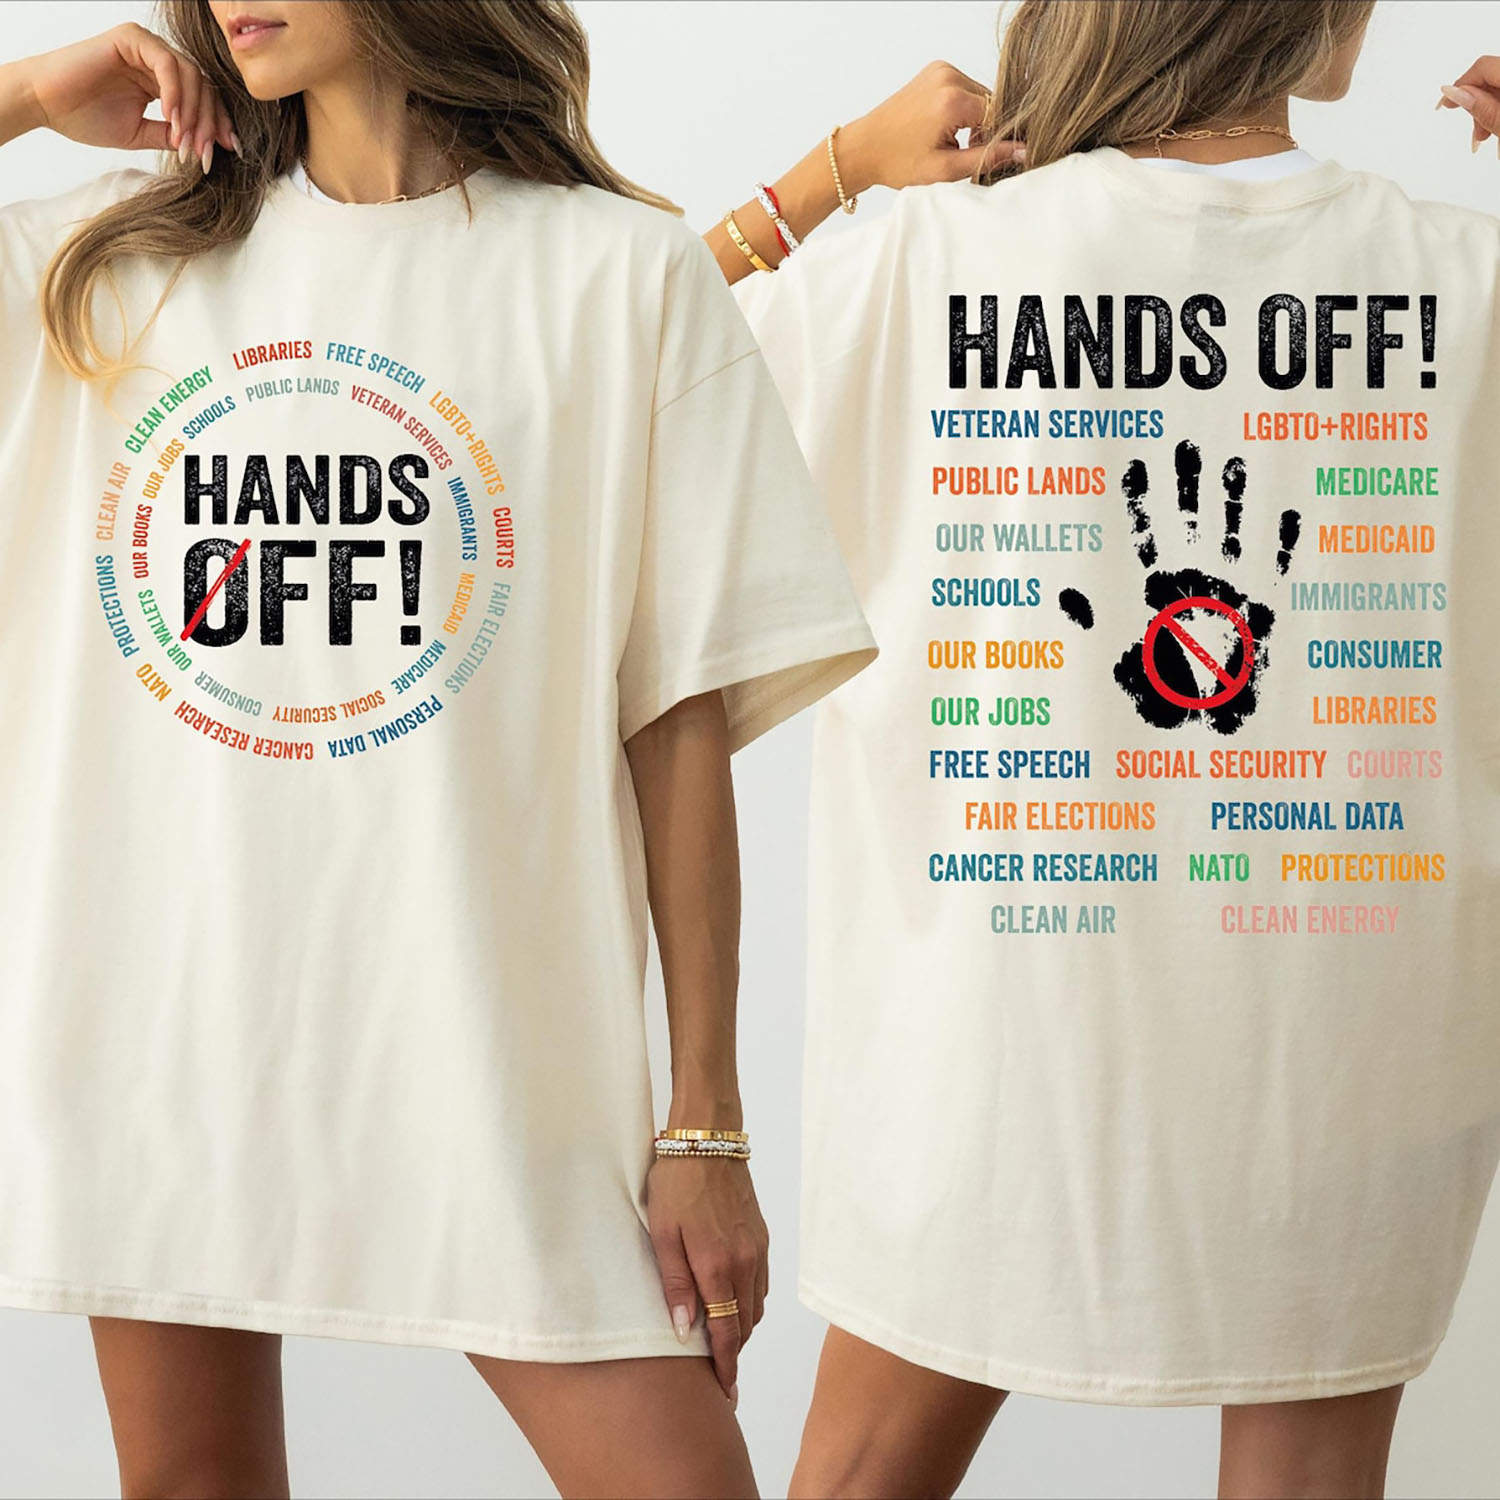 LIBRARIES FREE SPEECH LGBTO+RIGHTS COURTS FAIR ELECTIONS PERSONAL DATA CANCER RESEARCH NATO PROTECTIONS CLEAN AIR CLEAN ENERGY
PUBLIC LANDS VETERAN SERVICES IMMIGRANTS MEDICAID MEDICARE SOCIAL SECURITY CONSUMER OUR WALLETS OUR BOOKS OUR JOBS SCHOOLS
HANDS
OFF!
HANDS OFF!
VETERAN SERVICES LGBTO+RIGHTS
PUBLIC LANDS MEDICARE
OUR WALLETS MEDICAID
SCHOOLS IMMIGRANTS
OUR BOOKS CONSUMER
OUR JOBS LIBRARIES
FREE SPEECH SOCIAL SECURITY COURTS
FAIR ELECTIONS PERSONAL DATA
CANCER RESEARCH NATO PROTECTIONS
CLEAN AIR CLEAN ENERGY